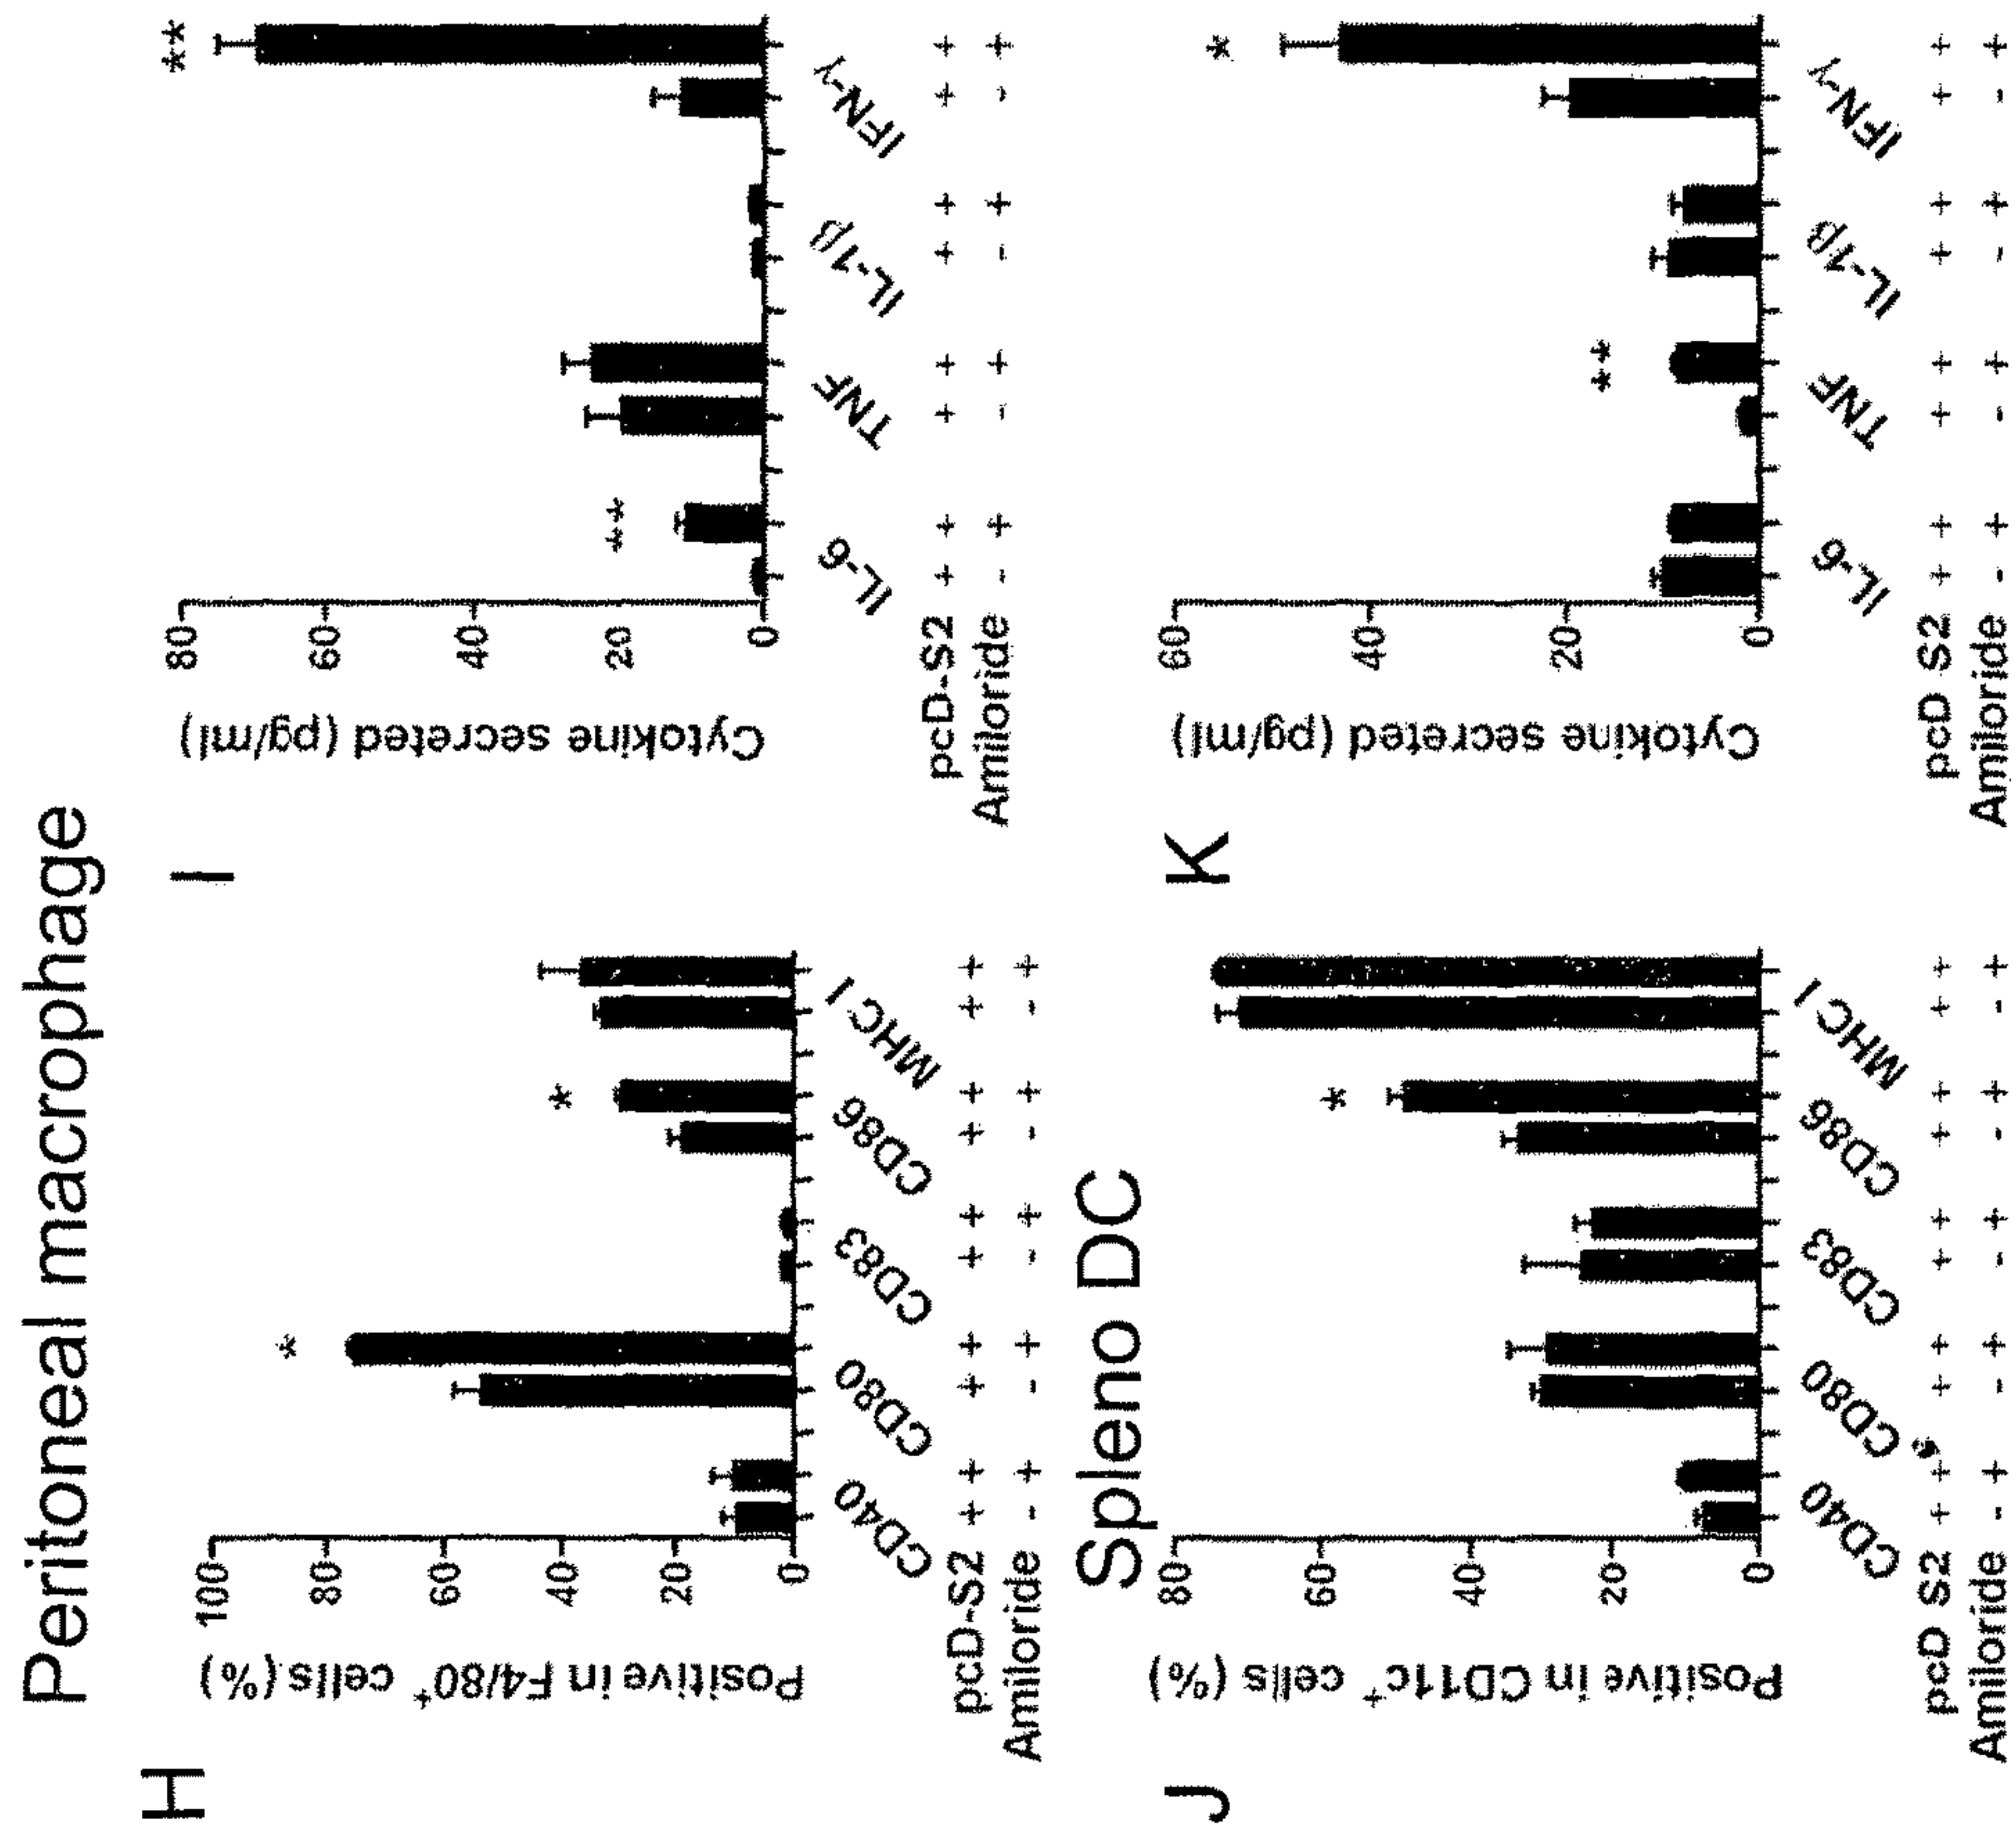 Peritoneal macrophage
H
Positive in F4/80⁺ cells (%)
100
80
60
40
20
0
* *
CD40 CD80 CD83 CD86 MHC I
pcD-S2 + + + + + + + + + +
Amiloride - + - + - + - + - +
I
Cytokine secreted (pg/ml)
80
60
40
20
0
** **
IL-6 TNF IL-1β IFN-γ
pcD-S2 + + + + + + + +
Amiloride - + - + - + - +
Spleno DC
J
Positive in CD11c⁺ cells (%)
80
60
40
20
0
*
CD40 CD80 CD83 CD86 MHC I
pcD S2 + + + + + + + + + +
Amiloride - + - + - + - + - +
K
Cytokine secreted (pg/ml)
60
40
20
0
** *
IL-6 TNF IL-1β IFN-γ
pcD S2 + + + + + + + +
Amiloride - + - + - + - +